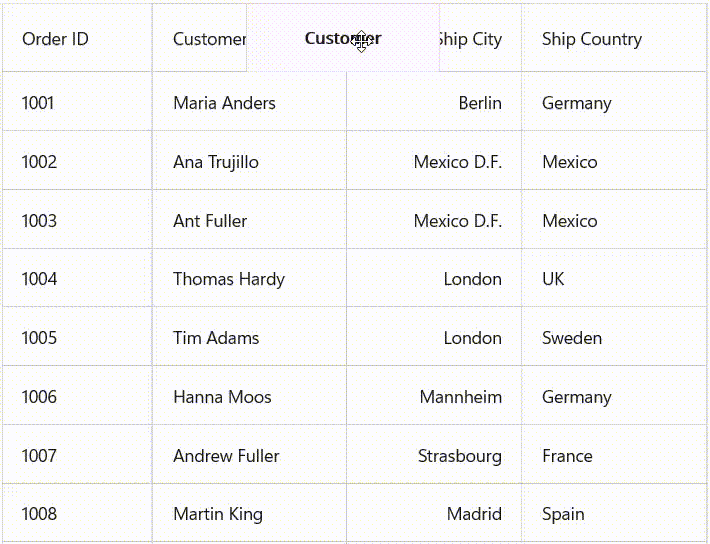 Order ID Customer Customer Ship City Ship Country
1001 Maria Anders Berlin Germany
1002 Ana Trujillo Mexico D.F. Mexico
1003 Ant Fuller Mexico D.F. Mexico
1004 Thomas Hardy London UK
1005 Tim Adams London Sweden
1006 Hanna Moos Mannheim Germany
1007 Andrew Fuller Strasbourg France
1008 Martin King Madrid Spain